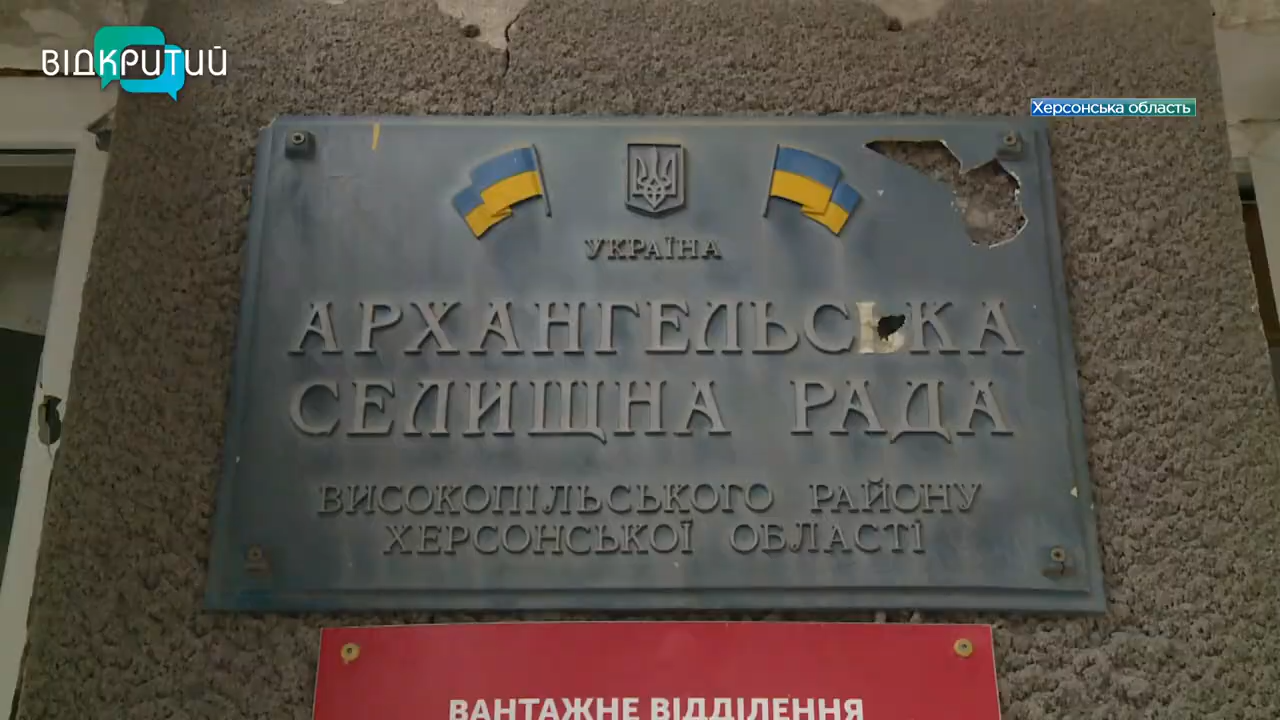 ВІДКРИТИЙ
Херсонська область
УКРАЇНА
АРХАНГЕЛЬСЬКА
СЕЛИЩНА РАДА
ВИСОКОПІЛЬСЬКОГО РАЙОНУ
ХЕРСОНСЬКОЇ ОБЛАСТІ
ВАНТАЖНЕ ВІДДІЛЕННЯ